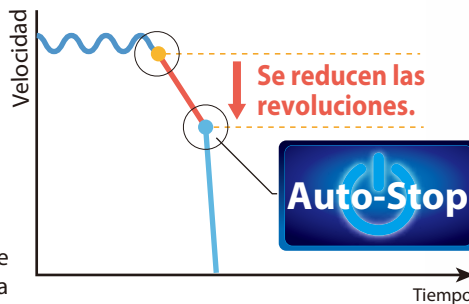 Velocidad
Se reducen las
revoluciones.
Auto-Stop
e
a
Tiempo